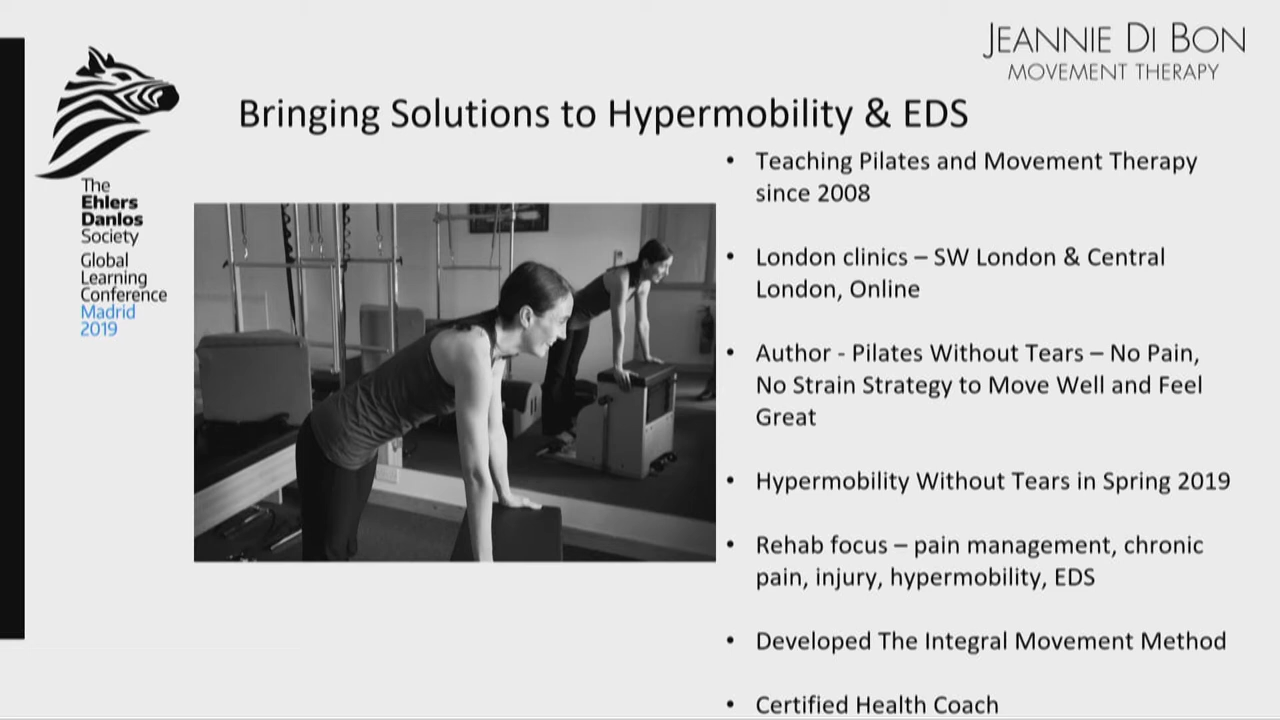 JEANNIE DI BON
MOVEMENT THERAPY
The
Ehlers
Danlos
Society
Global
Learning
Conference
Madrid
2019
Bringing Solutions to Hypermobility & EDS
• Teaching Pilates and Movement Therapy
since 2008
• London clinics – SW London & Central
London, Online
• Author - Pilates Without Tears – No Pain,
No Strain Strategy to Move Well and Feel
Great
• Hypermobility Without Tears in Spring 2019
• Rehab focus – pain management, chronic
pain, injury, hypermobility, EDS
• Developed The Integral Movement Method
• Certified Health Coach